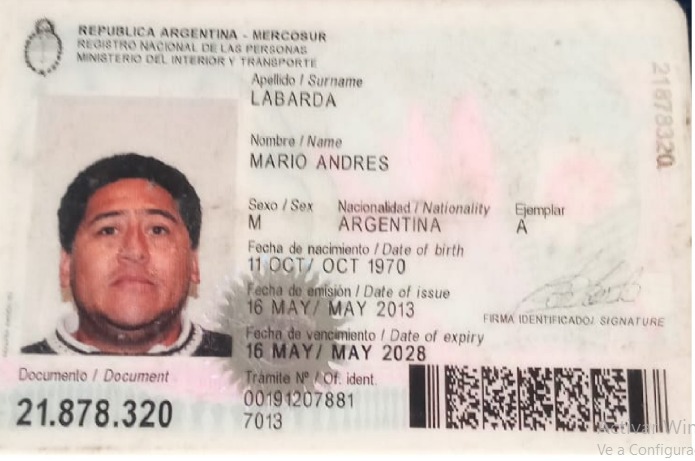 REPUBLICA ARGENTINA - MERCOSUR
REGISTRO NACIONAL DE LAS PERSONAS
MINISTERIO DEL INTERIOR Y TRANSPORTE
Apellido / Surname
LABARDA
Nombre / Name
MARIO ANDRES
Sexo / Sex Nacionalidad / Nationality Ejemplar
M ARGENTINA A
Fecha de nacimiento / Date of birth
11 OCT/ OCT 1970
Fecha de emisión / Date of issue
16 MAY/ MAY 2013
FIRMA IDENTIFICADO/ SIGNATURE
Fecha de vencimiento / Date of expiry
16 MAY/ MAY 2028
Documento / Document
21.878.320
Trámite Nº / Of. ident.
00191207881
7013
21878320
Activar Win
Ve a Configura